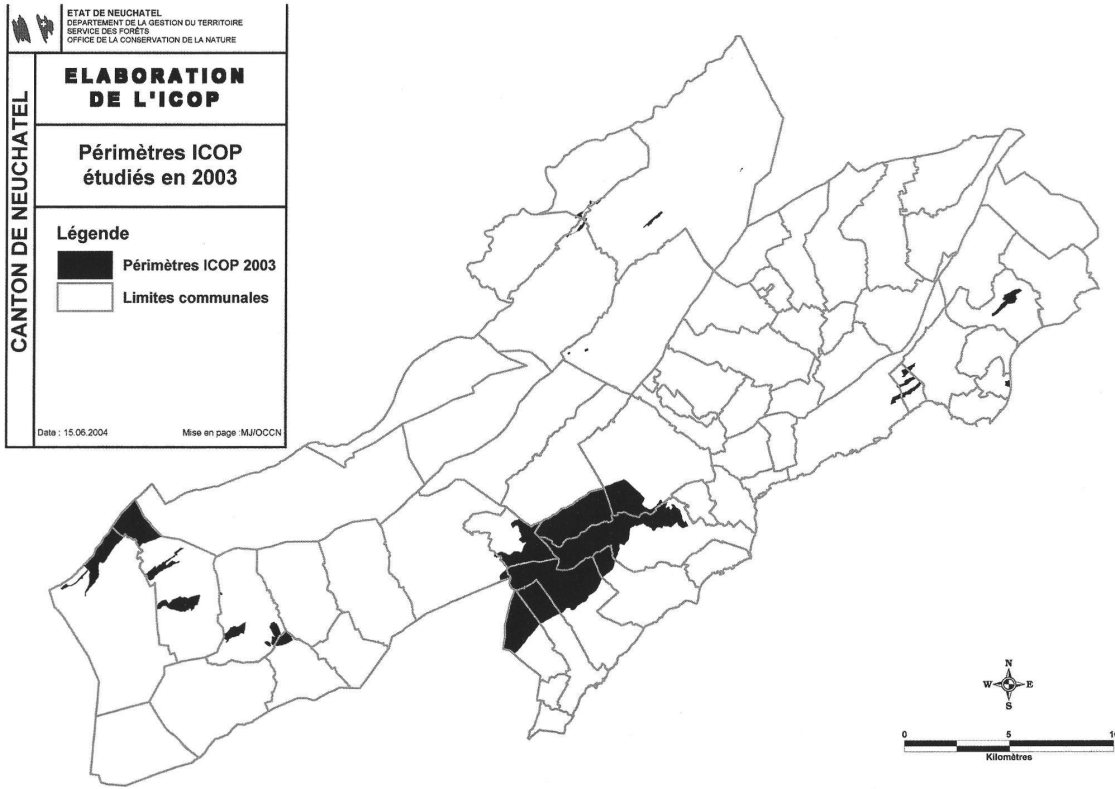 ETAT DE NEUCHATEL
DEPARTEMENT DE LA GESTION DU TERRITOIRE
SERVICE DES FORÊTS
OFFICE DE LA CONSERVATION DE LA NATURE
CANTON DE NEUCHATEL
ELABORATION
DE L'ICOP
Périmètres ICOP
étudiés en 2003
Légende
Périmètres ICOP 2003
Limites communales
Date : 15.06.2004 Mise en page :MJ/OCCN
N
W E
S
0 5 10
Kilomètres